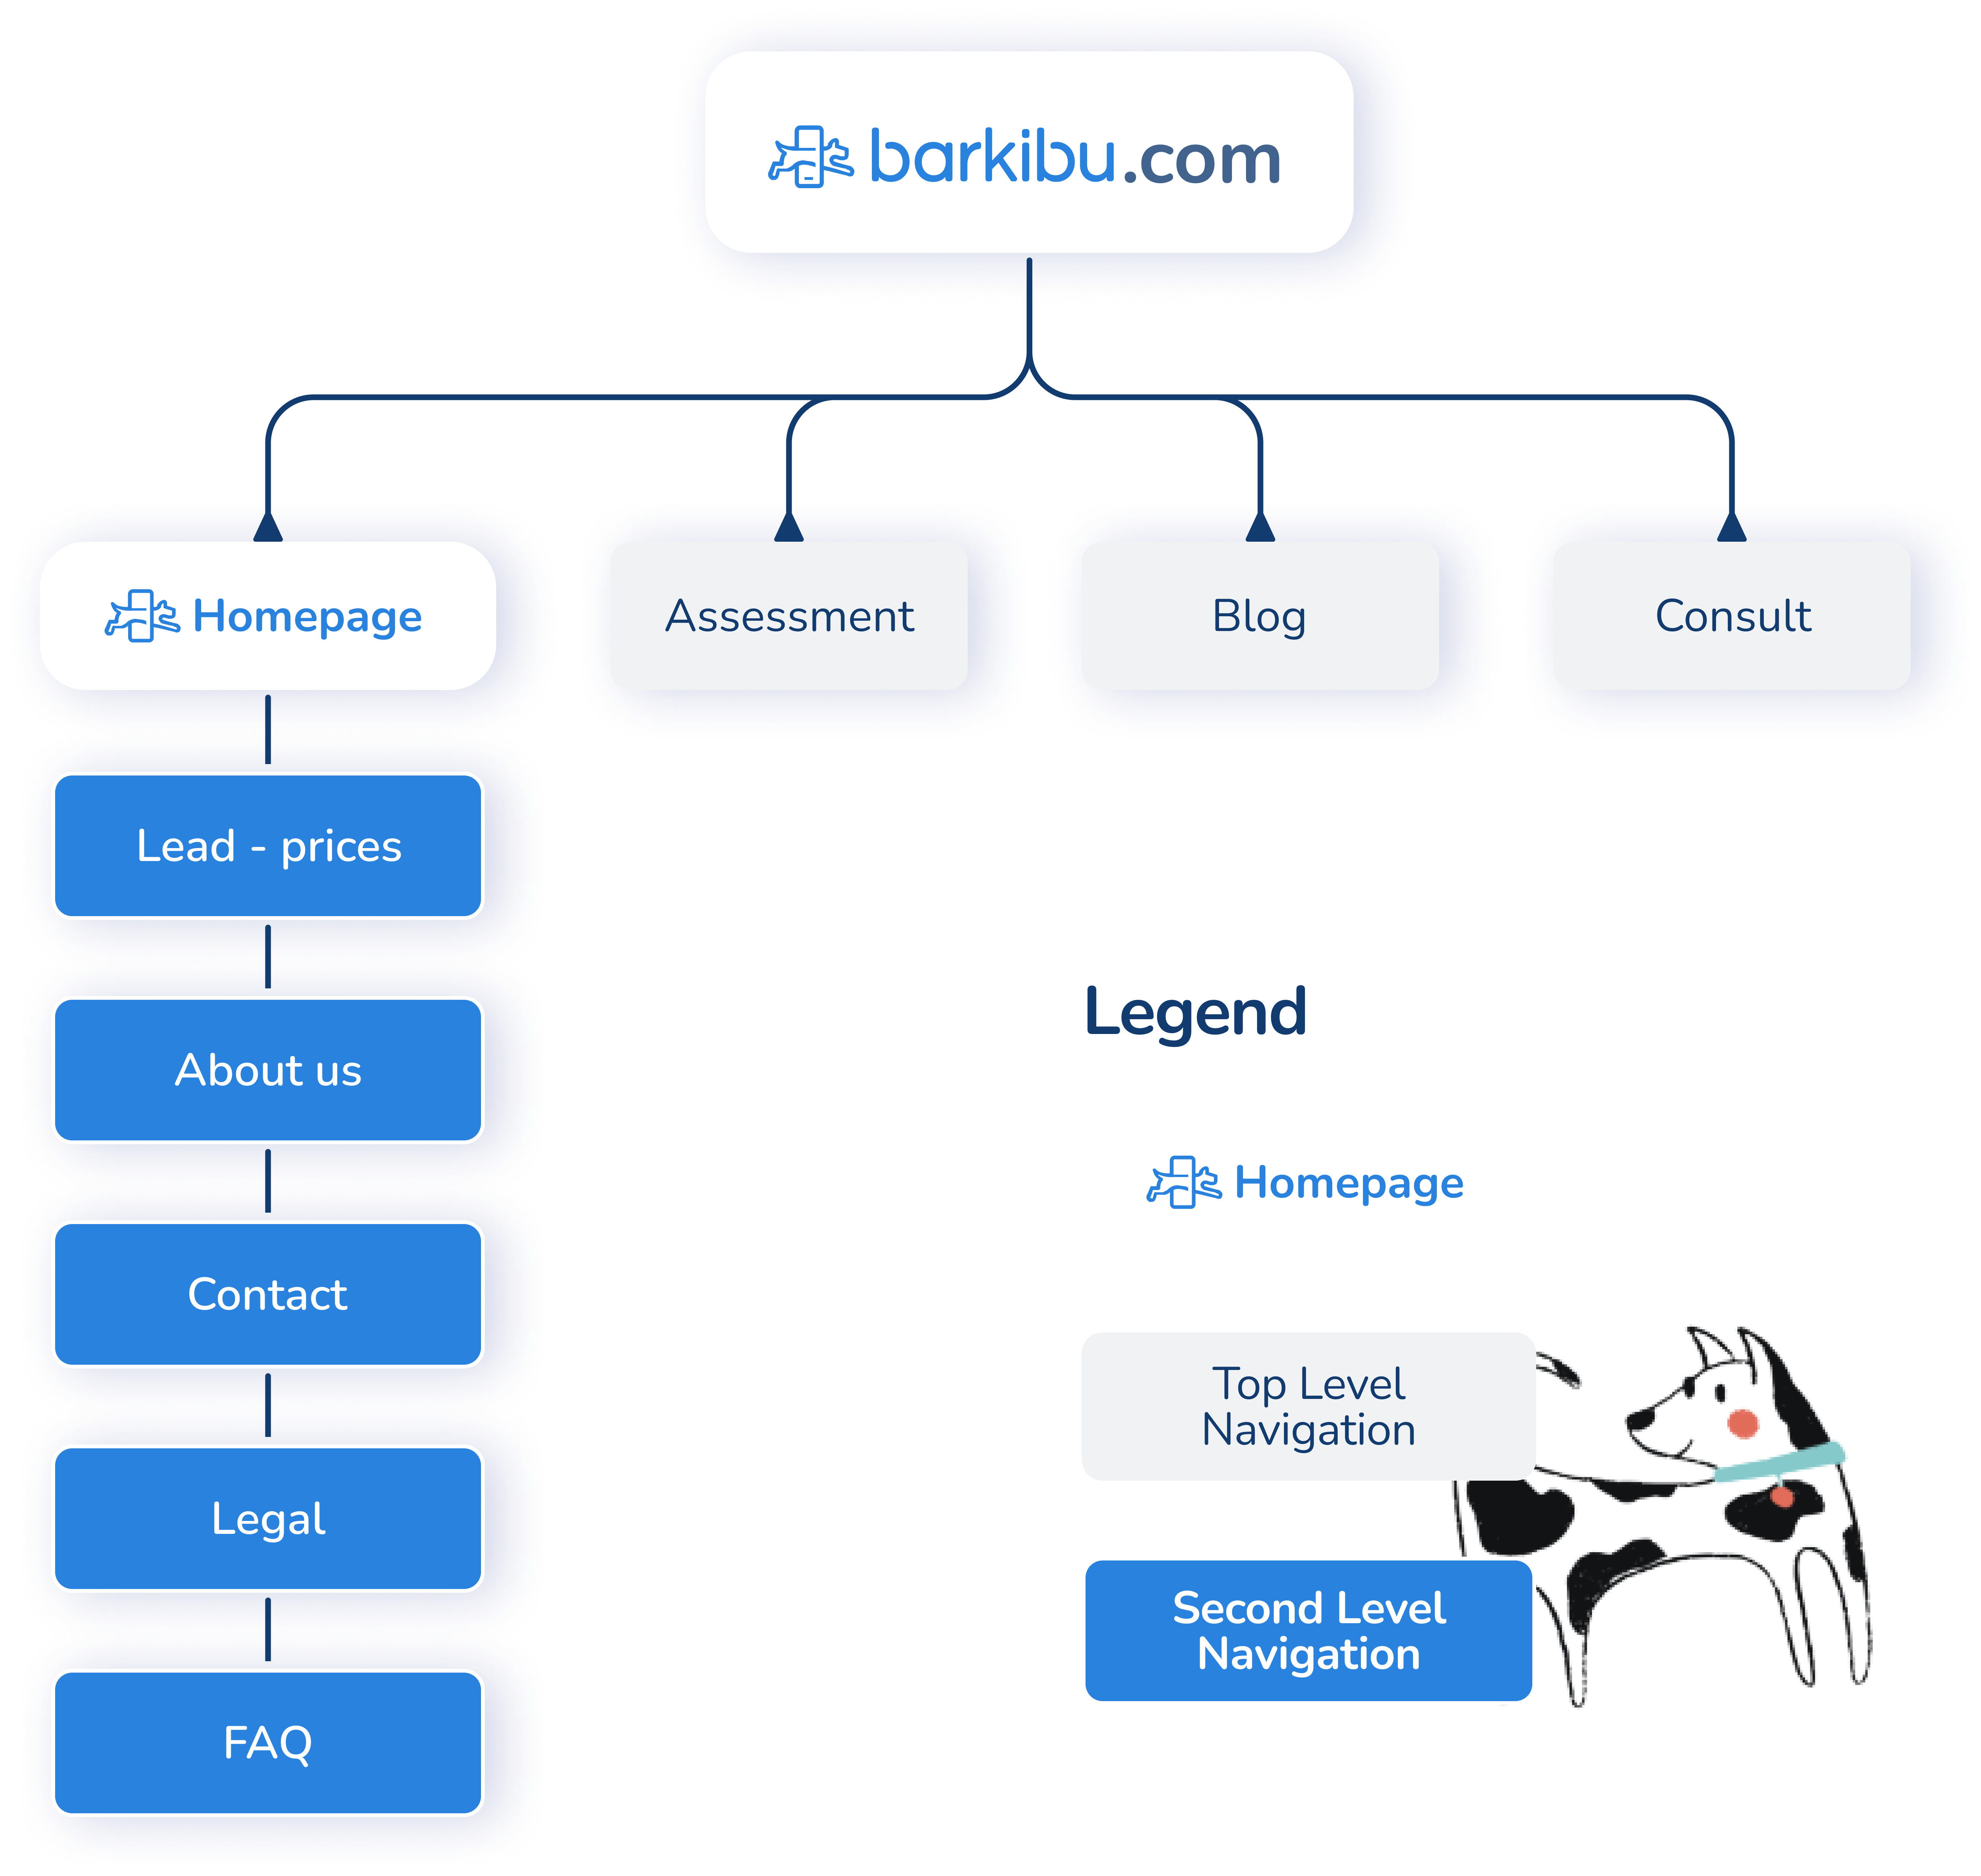 barkibu.com
Homepage
Assessment
Blog
Consult
Lead - prices
About us
Contact
Legal
FAQ
Legend
Homepage
Top Level
Navigation
Second Level
Navigation